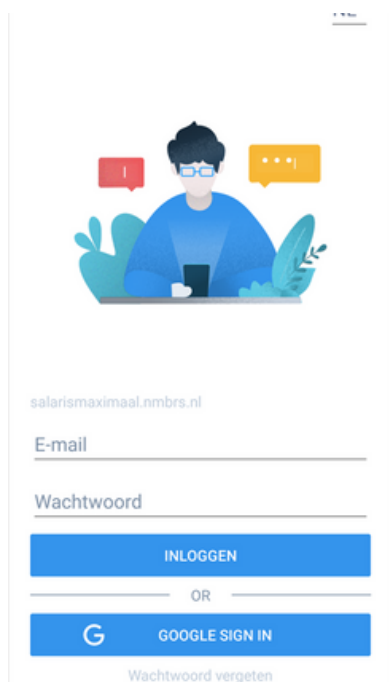 salarismaximaal.nmbrs.nl
E-mail
Wachtwoord
INLOGGEN
OR
G GOOGLE SIGN IN
Wachtwoord vergeten